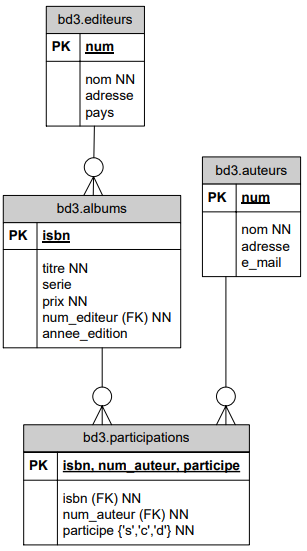 bd3.editeurs
PK num
nom NN
adresse
pays
bd3.auteurs
PK num
nom NN
adresse
e_mail
bd3.albums
PK isbn
titre NN
serie
prix NN
num_editeur (FK) NN
annee_edition
bd3.participations
PK isbn, num_auteur, participe
isbn (FK) NN
num_auteur (FK) NN
participe {'s','c','d'} NN